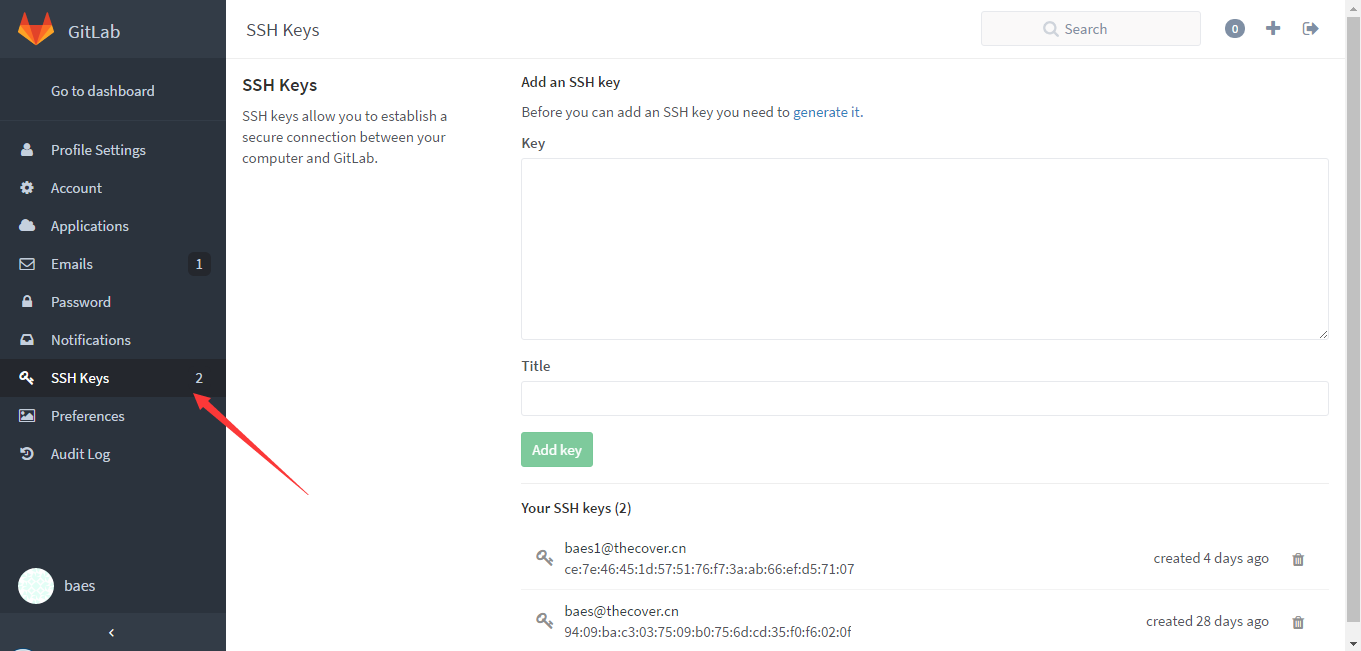 GitLab
SSH Keys
Search
0
Go to dashboard
Profile Settings
Account
Applications
Emails 1
Password
Notifications
SSH Keys 2
Preferences
Audit Log
baes
SSH Keys
SSH keys allow you to establish a
secure connection between your
computer and GitLab.
Add an SSH key
Before you can add an SSH key you need to generate it.
Key
Title
Add key
Your SSH keys (2)
baes1@thecover.cn
ce:7e:46:45:1d:57:51:76:f7:3a:ab:66:ef:d5:71:07
created 4 days ago
baes@thecover.cn
94:09:ba:c3:03:75:09:b0:75:6d:cd:35:f0:f6:02:0f
created 28 days ago